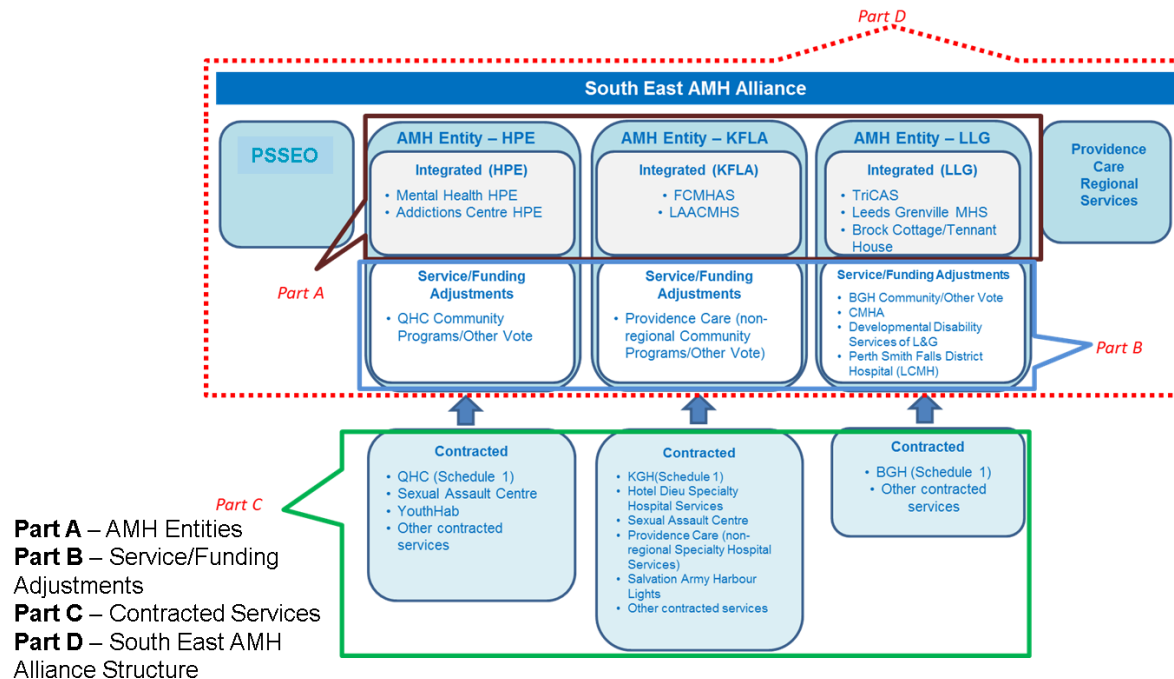 Part D
South East AMH Alliance
PSSEO
AMH Entity – HPE
Integrated (HPE)
• Mental Health HPE
• Addictions Centre HPE
Service/Funding
Adjustments
• QHC Community
Programs/Other Vote
AMH Entity – KFLA
Integrated (KFLA)
• FCMHAS
• LAACMHS
Service/Funding
Adjustments
• Providence Care (non-
regional Community
Programs/Other Vote)
AMH Entity – LLG
Integrated (LLG)
• TriCAS
• Leeds Grenville MHS
• Brock Cottage/Tennant
House
Service/Funding Adjustments
• BGH Community/Other Vote
• CMHA
• Developmental Disability
Services of L&G
• Perth Smith Falls District
Hospital (LCMH)
Providence
Care
Regional
Services
Part A
Part B
Contracted
• QHC (Schedule 1)
• Sexual Assault Centre
• YouthHab
• Other contracted
services
Contracted
• KGH(Schedule 1)
• Hotel Dieu Specialty
Hospital Services
• Sexual Assault Centre
• Providence Care (non-
regional Specialty Hospital
Services)
• Salvation Army Harbour
Lights
• Other contracted services
Contracted
• BGH (Schedule 1)
• Other contracted
services
Part C
Part A – AMH Entities
Part B – Service/Funding
Adjustments
Part C – Contracted Services
Part D – South East AMH
Alliance Structure